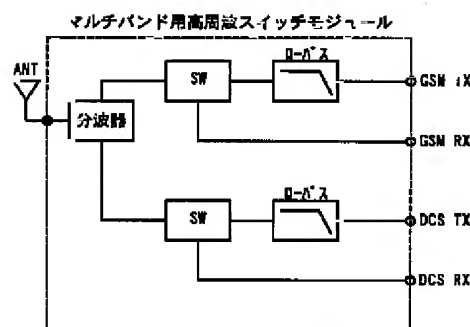 マルチバンド用高周波スイッチモジュール
ANT
分波器
SW
ローパス
GSM TX
GSM RX
SW
ローパス
DCS TX
DCS RX